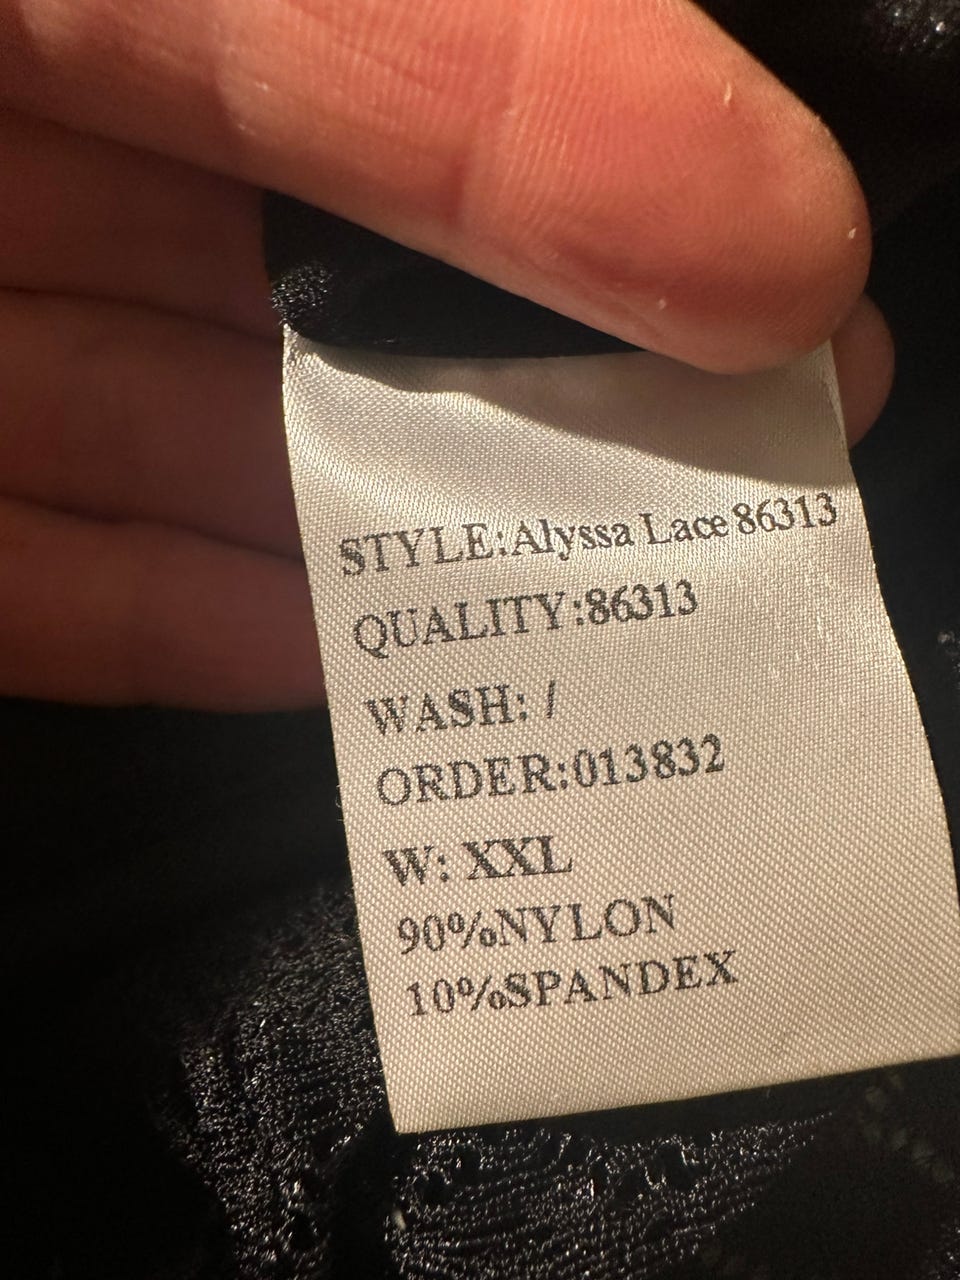 STYLE:Alyssa Lace 86313
QUALITY:86313
WASH: /
ORDER:013832
W: XXL
90%NYLON
10%SPANDEX